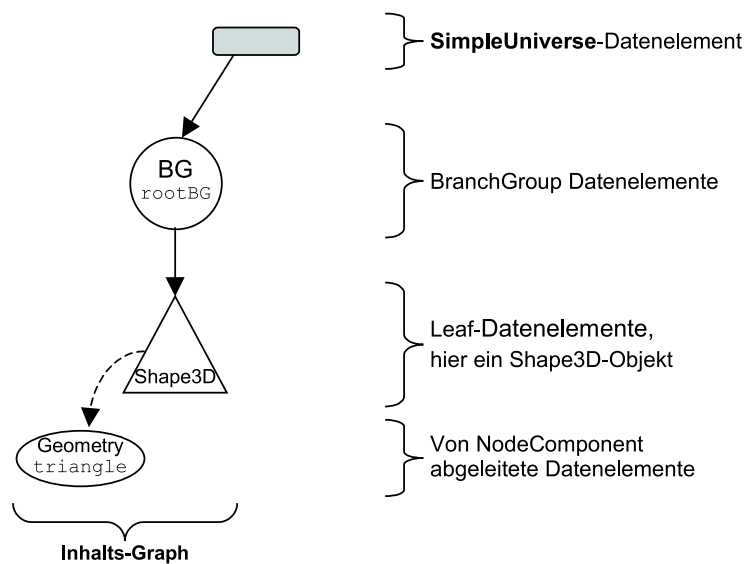 SimpleUniverse-Datenelement
BG
rootBG
BranchGroup Datenelemente
Shape3D
Leaf-Datenelemente,
hier ein Shape3D-Objekt
Geometry
triangle
Von NodeComponent
abgeleitete Datenelemente
Inhalts-Graph